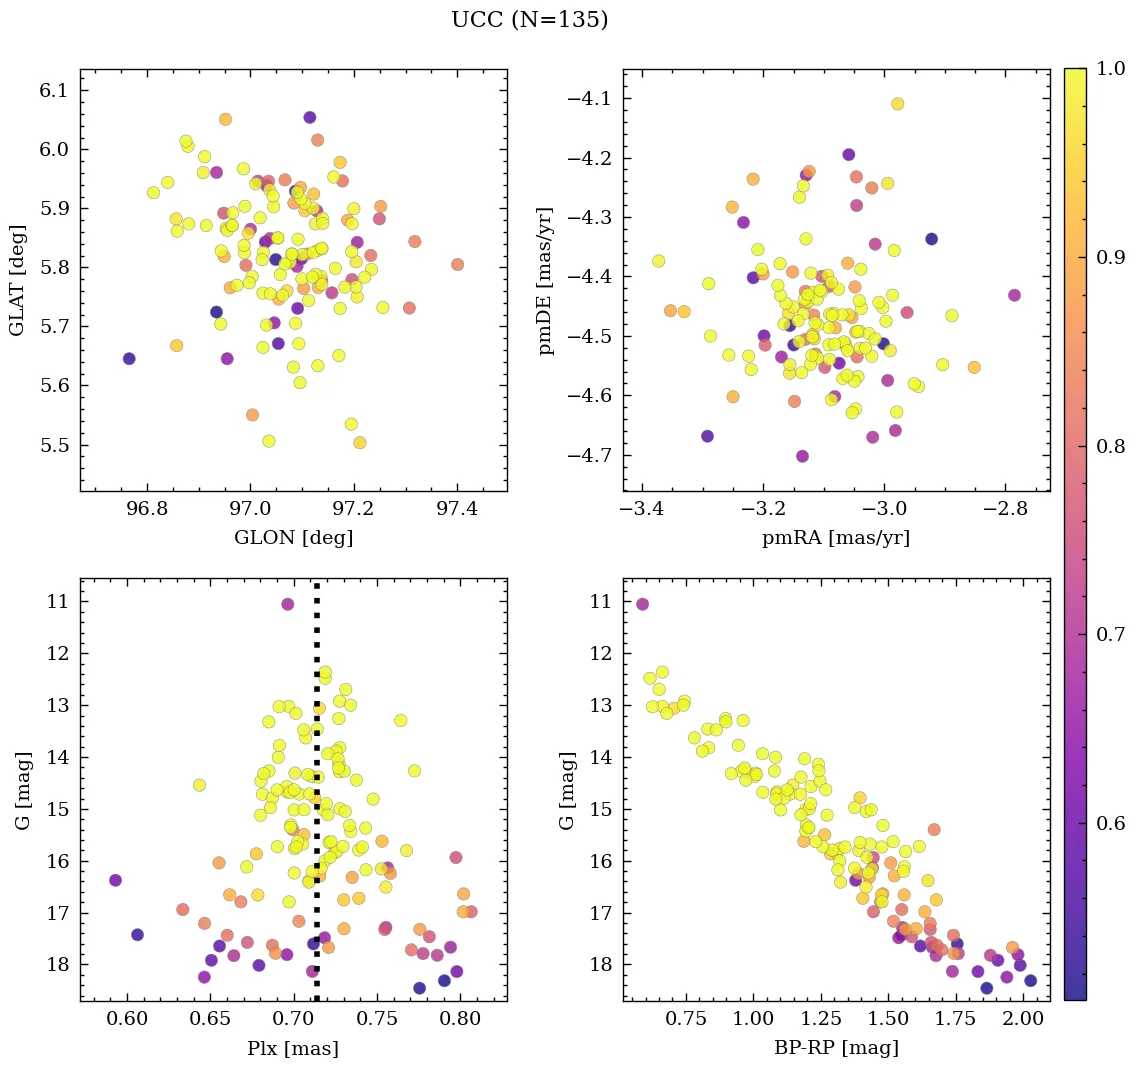 UCC (N=135)
6.1
6.0
5.9
5.8
5.7
5.6
5.5
GLAT [deg]
96.8 97.0 97.2 97.4
GLON [deg]
−4.1
−4.2
−4.3
−4.4
−4.5
−4.6
−4.7
pmDE [mas/yr]
−3.4 −3.2 −3.0 −2.8
pmRA [mas/yr]
1.0
0.9
0.8
0.7
0.6
11
12
13
14
15
16
17
18
G [mag]
0.60 0.65 0.70 0.75 0.80
Plx [mas]
11
12
13
14
15
16
17
18
G [mag]
0.75 1.00 1.25 1.50 1.75 2.00
BP-RP [mag]